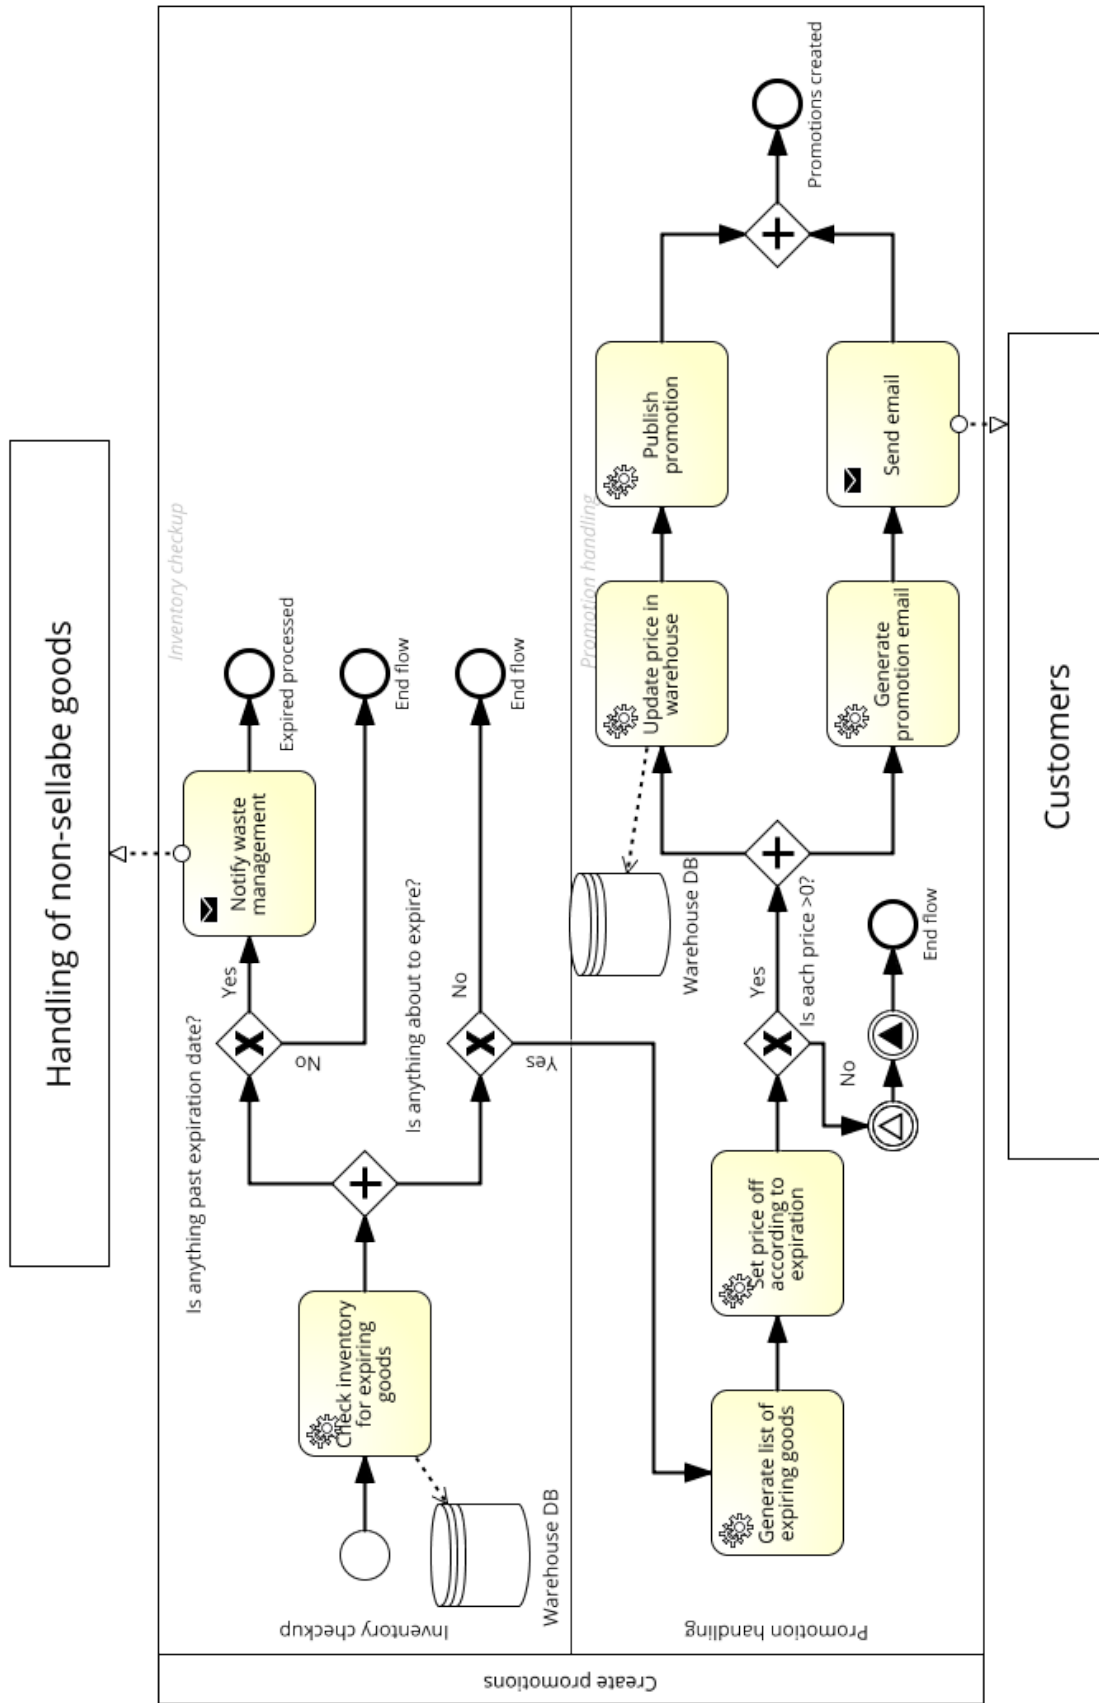 Handling of non-sellabe goods
Create promotions
Inventory checkup
Inventory checkup
Check inventory
for expiring
goods
Warehouse DB
Is anything past expiration date?
Yes
No
Notify waste
management
Expired processed
End flow
Is anything about to expire?
No
Yes
End flow
Promotion handling
Promotion handling
Generate list of
expiring goods
Set price off
according to
expiration
Is each price >0?
Yes
No
End flow
Warehouse DB
Update price in
warehouse
Publish
promotion
Generate
promotion email
Send email
Promotions created
Customers